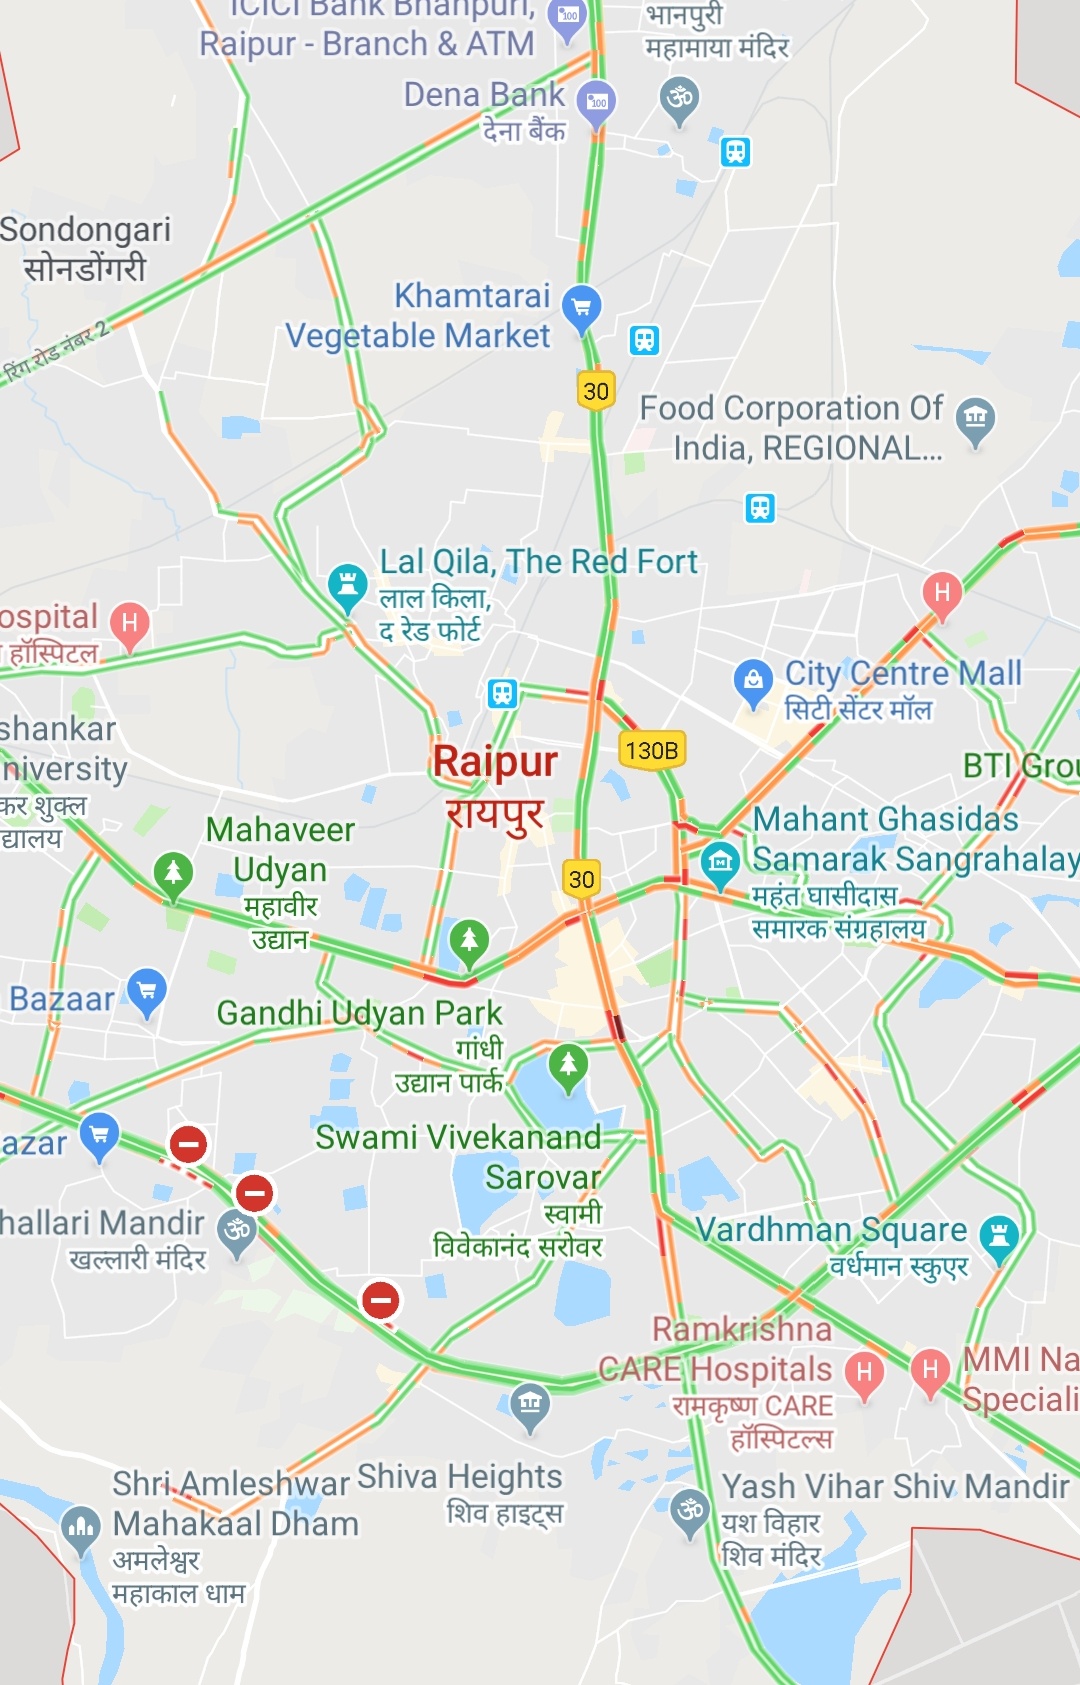 ICICI Bank Bhanpuri,
Raipur - Branch & ATM
भानपुरी
महामाया मंदिर
Dena Bank
देना बैंक
Sondongari
सोनडोंगरी
Khamtarai
Vegetable Market
रिंग रोड नंबर 2
30
Food Corporation Of
India, REGIONAL...
Lal Qila, The Red Fort
लाल किला,
द रेड फोर्ट
H
ospital
हॉस्पिटल
H
City Centre Mall
सिटी सेंटर मॉल
shankar
niversity
कर शुक्ल
द्यालय
130B
Raipur
रायपुर
BTI Grou
Mahaveer
Udyan
महावीर
उद्यान
Mahant Ghasidas
Samarak Sangrahalay
महंत घासीदास
समारक संग्रहालय
30
Bazaar
Gandhi Udyan Park
गांधी
उद्यान पार्क
azar
Swami Vivekanand
Sarovar
स्वामी
विवेकानंद सरोवर
hallari Mandir
खल्लारी मंदिर
Vardhman Square
वर्धमान स्कुएर
Ramkrishna
CARE Hospitals
रामकृष्ण CARE
हॉस्पिटल्स
H
H
MMI Na
Speciali
Shri Amleshwar
Mahakaal Dham
अमलेश्वर
महाकाल धाम
Shiva Heights
शिव हाइट्स
Yash Vihar Shiv Mandir
यश विहार
शिव मंदिर